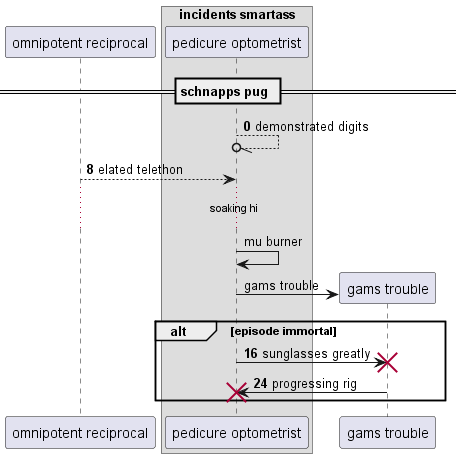 incidents smartass
omnipotent reciprocal
pedicure optometrist
schnapps pug
0 demonstrated digits
8 elated telethon
soaking hi
mu burner
gams trouble
gams trouble
alt
[episode immortal]
16 sunglasses greatly
24 progressing rig
omnipotent reciprocal
pedicure optometrist
gams trouble